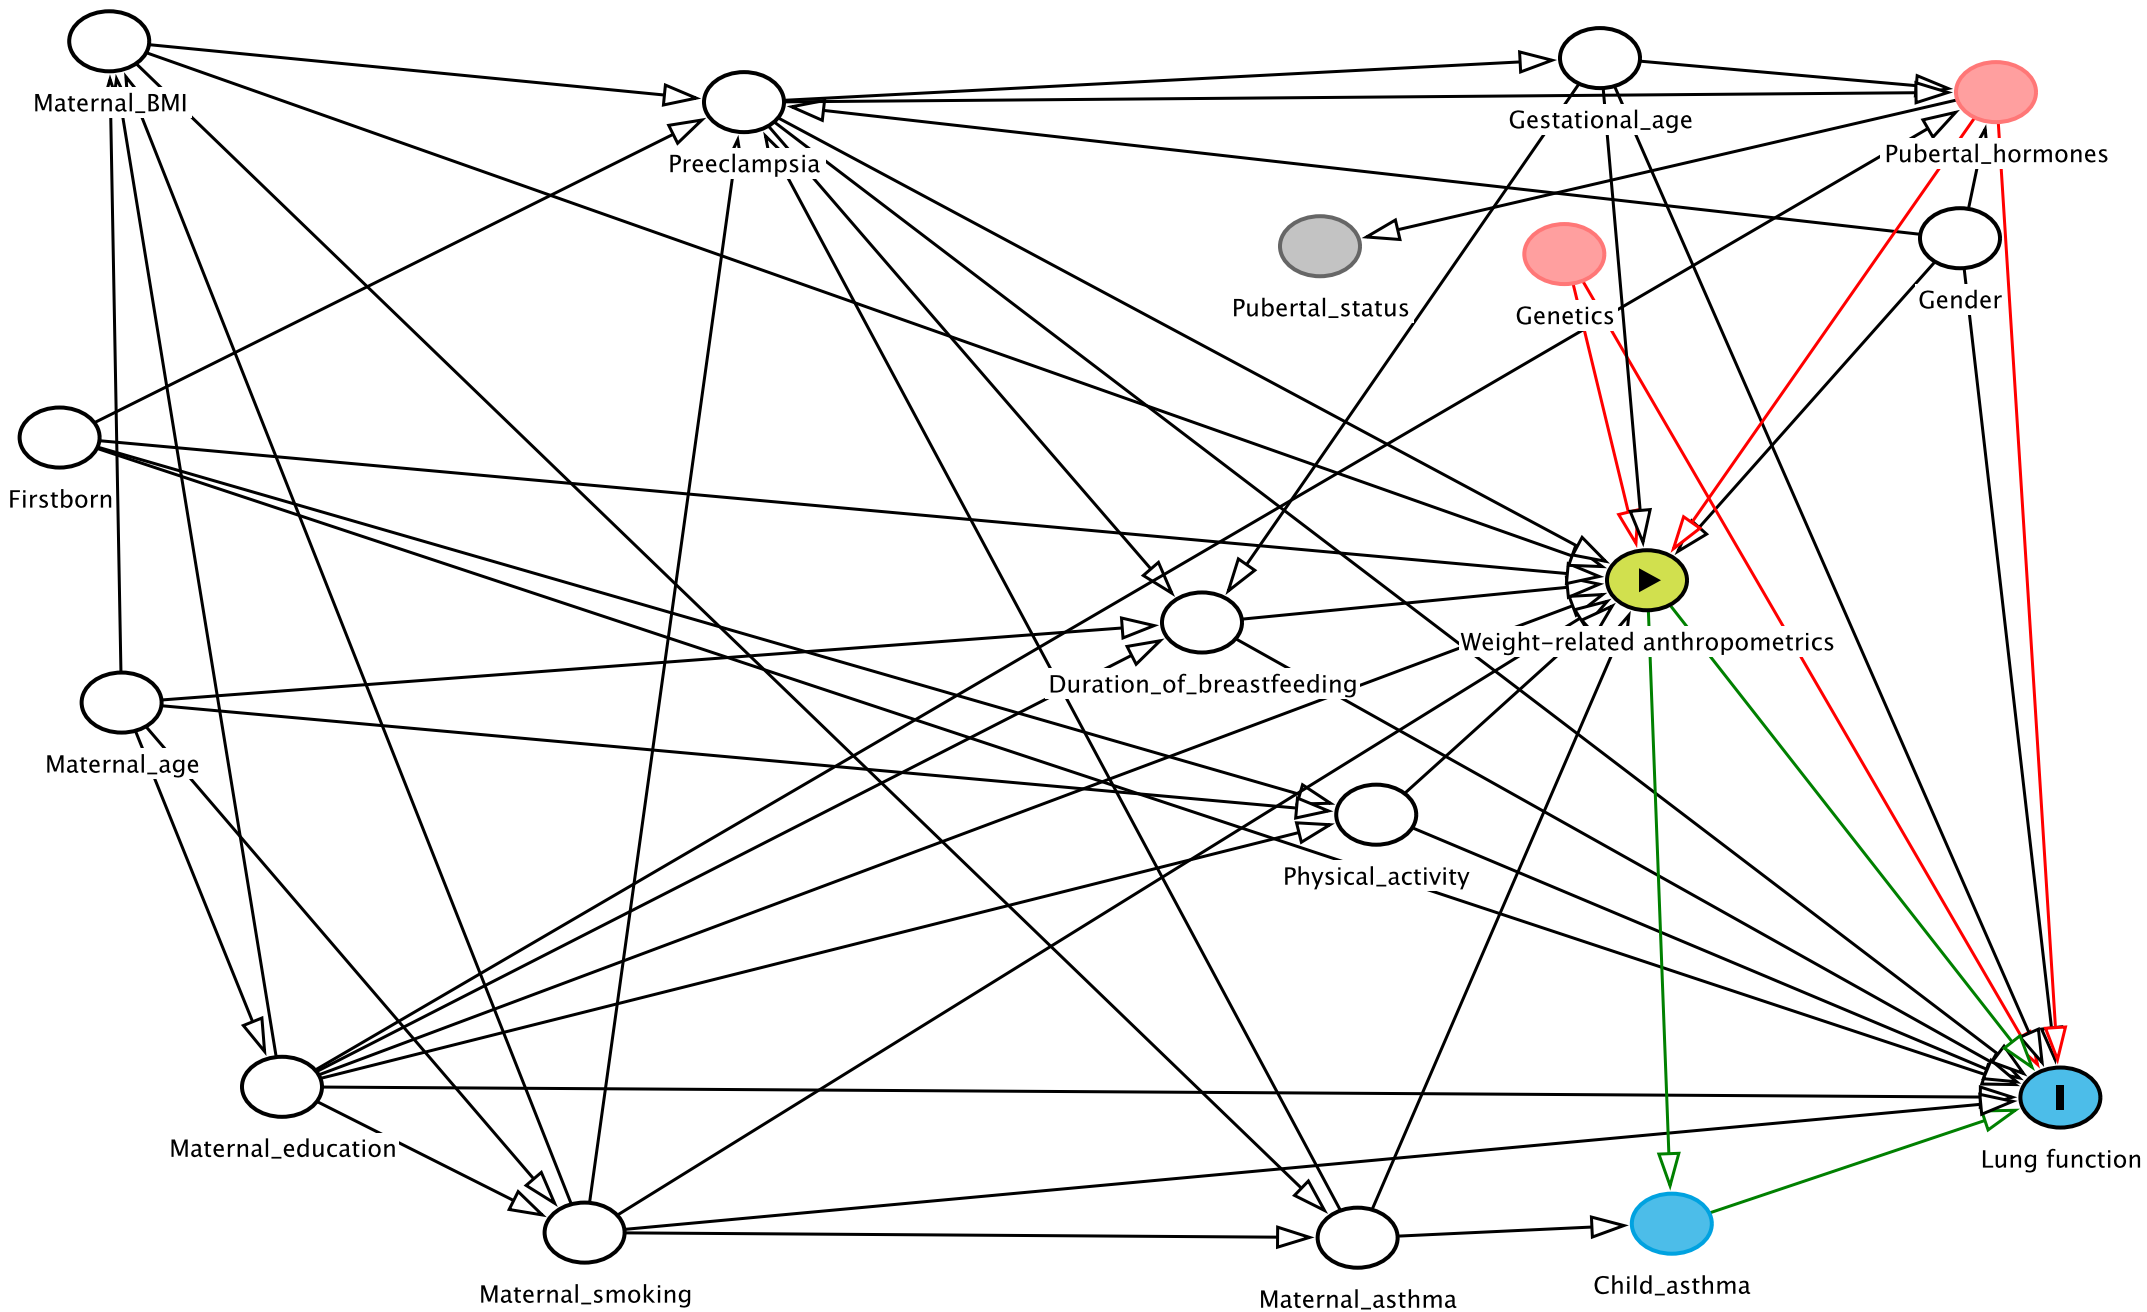 Maternal_BMI
Preeclampsia
Gestational_age
Pubertal_hormones
Pubertal_status
Genetics
Gender
Firstborn
Weight-related anthropometrics
Duration_of_breastfeeding
Maternal_age
Physical_activity
Maternal_education
Lung function
Maternal_smoking
Maternal_asthma
Child_asthma